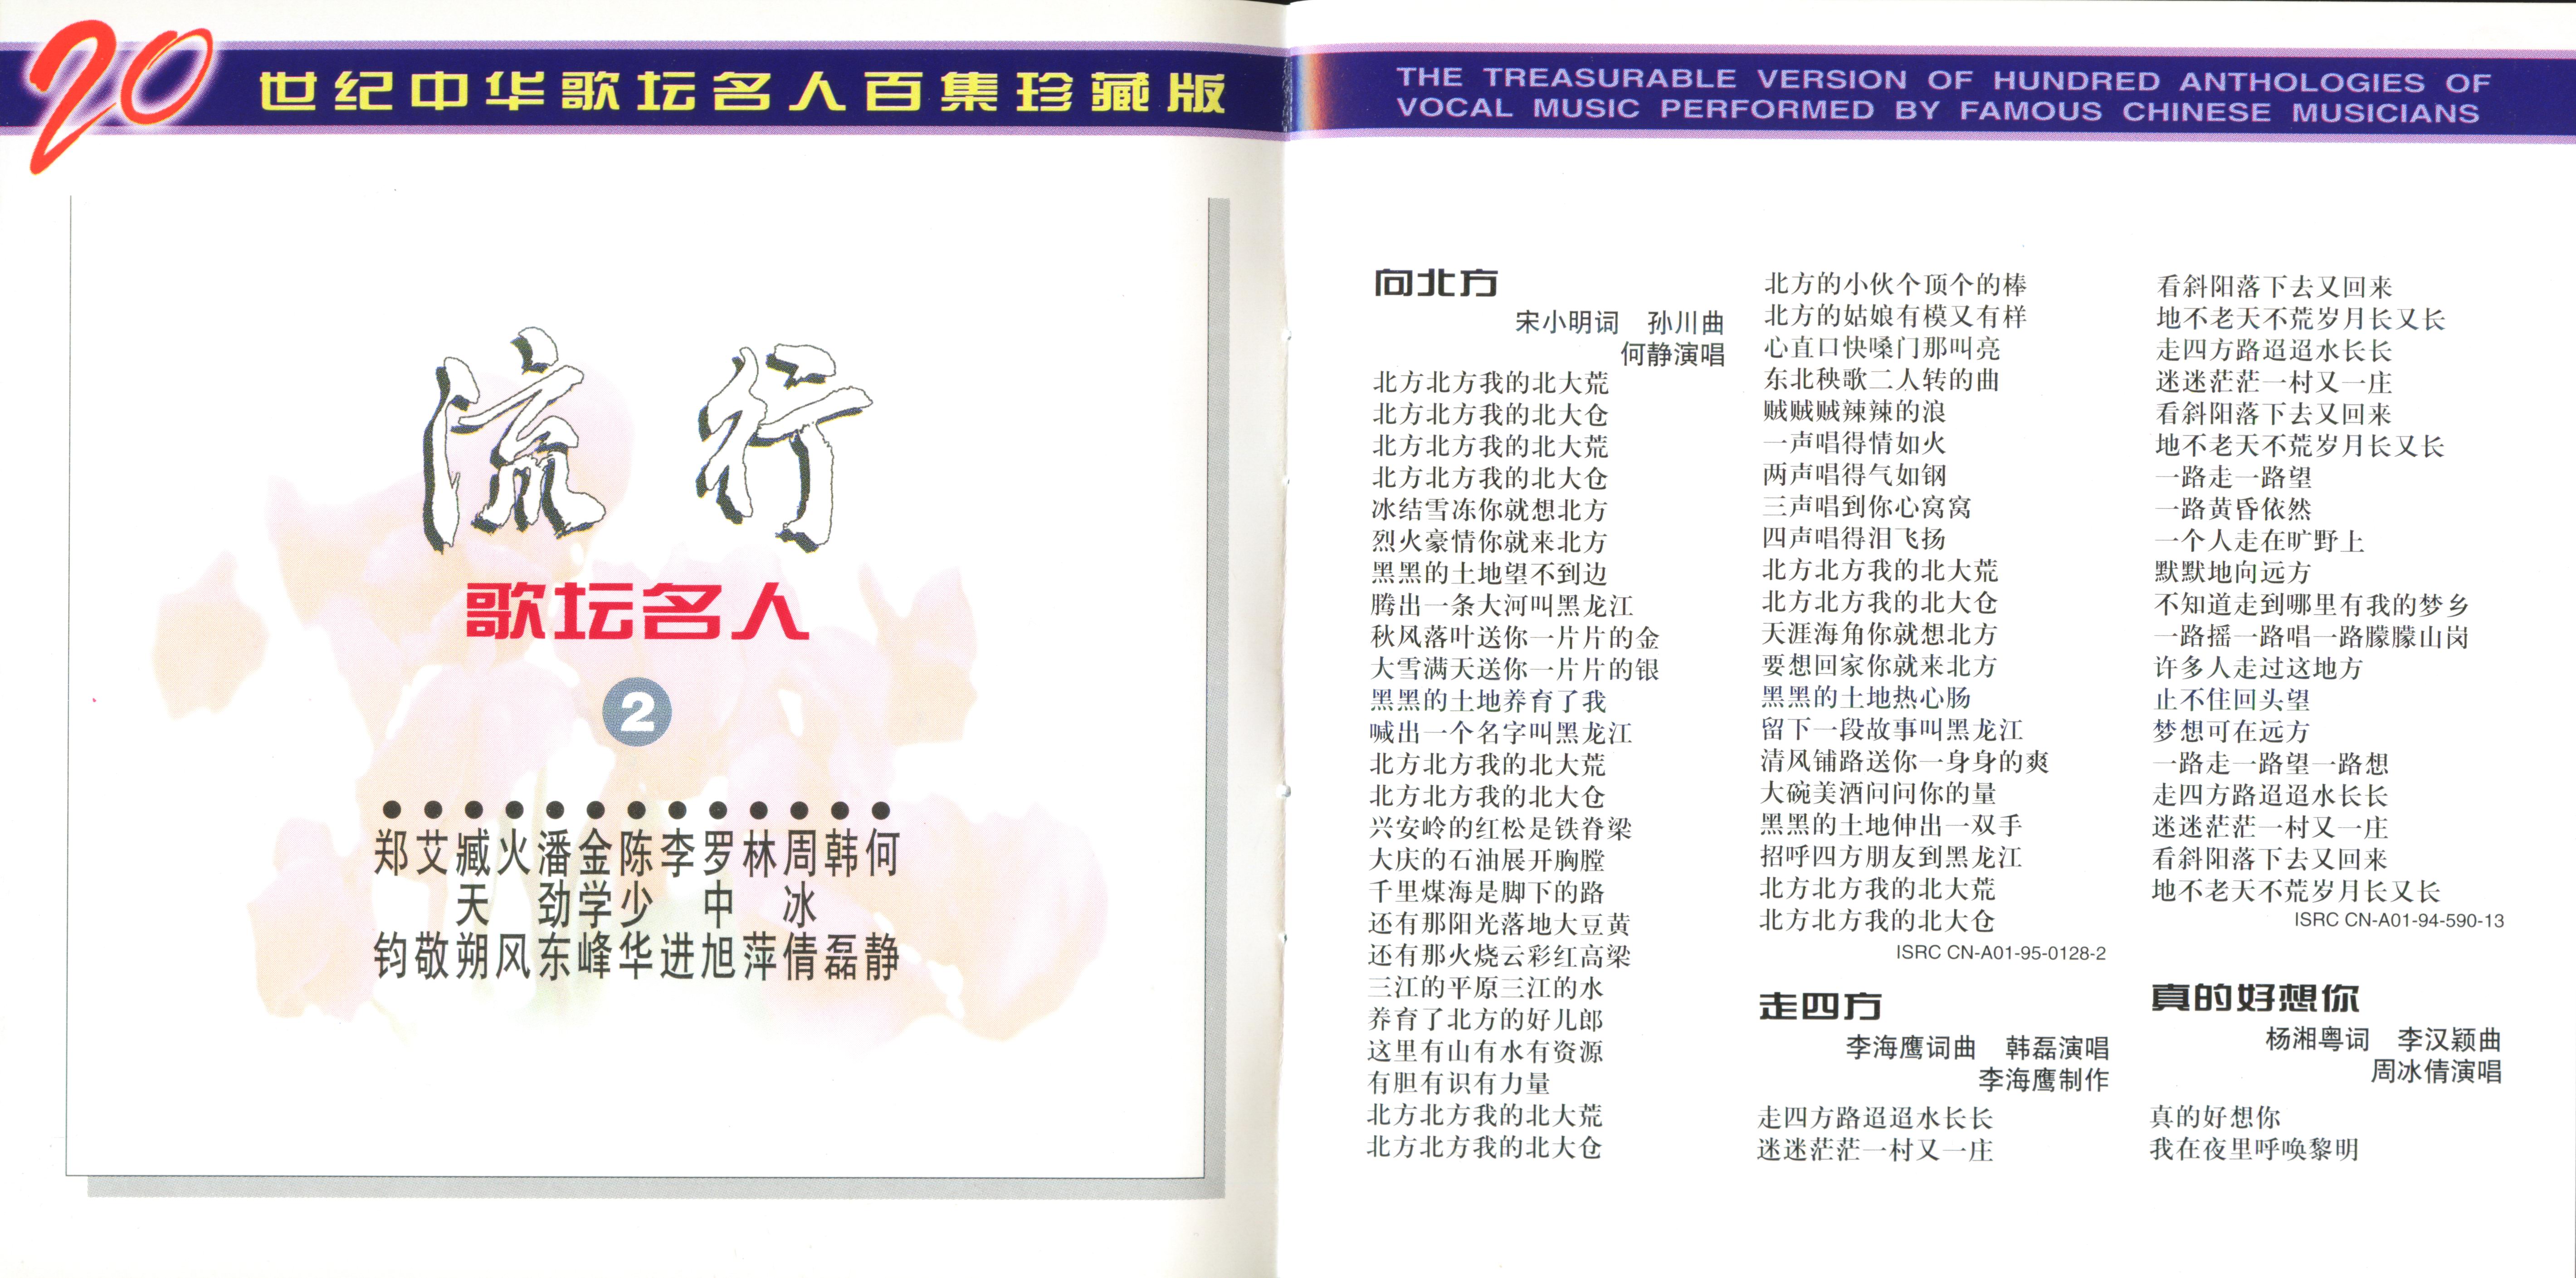 20世纪中华歌坛名人百集珍藏版
流行
歌坛名人
2
郑钧
艾敬
臧天朔
火风
潘劲东
金学峰
陈少华
李进
罗中旭
林萍
周冰倩
韩磊
何静
THE TREASURABLE VERSION OF HUNDRED ANTHOLOGIES OF
VOCAL MUSIC PERFORMED BY FAMOUS CHINESE MUSICIANS
向北方
宋小明词 孙川曲
何静演唱
北方北方我的北大荒
北方北方我的北大仓
北方北方我的北大荒
北方北方我的北大仓
冰结雪冻你就想北方
烈火豪情你就来北方
黑黑的土地望不到边
腾出一条大河叫黑龙江
秋风落叶送你一片片的金
大雪满天送你一片片的银
黑黑的土地养育了我
喊出一个名字叫黑龙江
北方北方我的北大荒
北方北方我的北大仓
兴安岭的红松是铁脊梁
大庆的石油展开胸膛
千里煤海是脚下的路
还有那阳光落地大豆黄
还有那火烧云彩红高梁
三江的平原三江的水
养育了北方的好儿郎
这里有山有水有资源
有胆有识有力量
北方北方我的北大荒
北方北方我的北大仓
北方的小伙个顶个的棒
北方的姑娘有模又有样
心直口快嗓门那叫亮
东北秧歌二人转的曲
贼贼贼辣辣的浪
一声唱得情如火
两声唱得气如钢
三声唱到你心窝窝
四声唱得泪飞扬
北方北方我的北大荒
北方北方我的北大仓
天涯海角你就想北方
要想回家你就来北方
黑黑的土地热心肠
留下一段故事叫黑龙江
清风铺路送你一身身的爽
大碗美酒问问你的量
黑黑的土地伸出一双手
招呼四方朋友到黑龙江
北方北方我的北大荒
北方北方我的北大仓
ISRC CN-A01-95-0128-2
走四方
李海鹰词曲 韩磊演唱
李海鹰制作
走四方路迢迢水长长
迷迷茫茫一村又一庄
看斜阳落下去又回来
地不老天不荒岁月长又长
走四方路迢迢水长长
迷迷茫茫一村又一庄
看斜阳落下去又回来
地不老天不荒岁月长又长
一路走一路望
一路黄昏依然
一个人走在旷野上
默默地向远方
不知道走到哪里有我的梦乡
一路摇一路唱一路朦朦山岗
许多人走过这地方
止不住回头望
梦想可在远方
一路走一路望一路想
走四方路迢迢水长长
迷迷茫茫一村又一庄
看斜阳落下去又回来
地不老天不荒岁月长又长
ISRC CN-A01-94-590-13
真的好想你
杨湘粤词 李汉颖曲
周冰倩演唱
真的好想你
我在夜里呼唤黎明